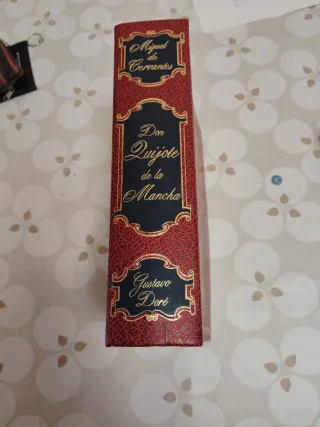 Miguel
de
Cervantes
Don
Quijote
de la
Mancha
Gustavo
Doré